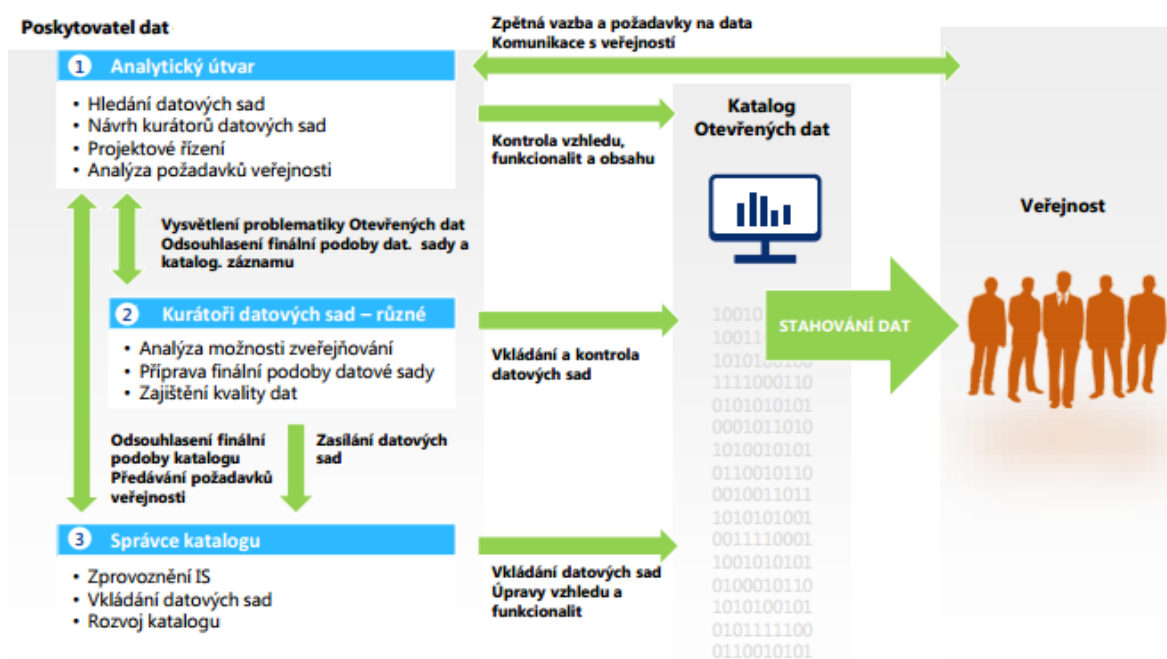 Poskytovatel dat
Zpětná vazba a požadavky na data
Komunikace s veřejností
1 Analytický útvar
• Hledání datových sad
• Návrh kurátorů datových sad
• Projektové řízení
• Analýza požadavků veřejnosti
Kontrola vzhledu,
funkcionalit a obsahu
Katalog
Otevřených dat
Veřejnost
Vysvětlení problematiky Otevřených dat
Odsouhlasení finální podoby dat. sady a
katalog. záznamu
2 Kurátoři datových sad – různé
• Analýza možnosti zveřejňování
• Příprava finální podoby datové sady
• Zajištění kvality dat
Vkládání a kontrola
datových sad
STAHOVÁNÍ DAT
10010
10011
1010100100
1111000110
0101010101
0001011010
1010010101
0110010110
0010011011
1010101001
0011110001
1001010101
0100010110
1010100101
0101111100
0110010101
Odsouhlasení finální
podoby katalogu
Předávání požadavků
veřejnosti
Zasílání datových
sad
3 Správce katalogu
• Zprovoznění IS
• Vkládání datových sad
• Rozvoj katalogu
Vkládání datových sad
Úpravy vzhledu a
funkcionalit